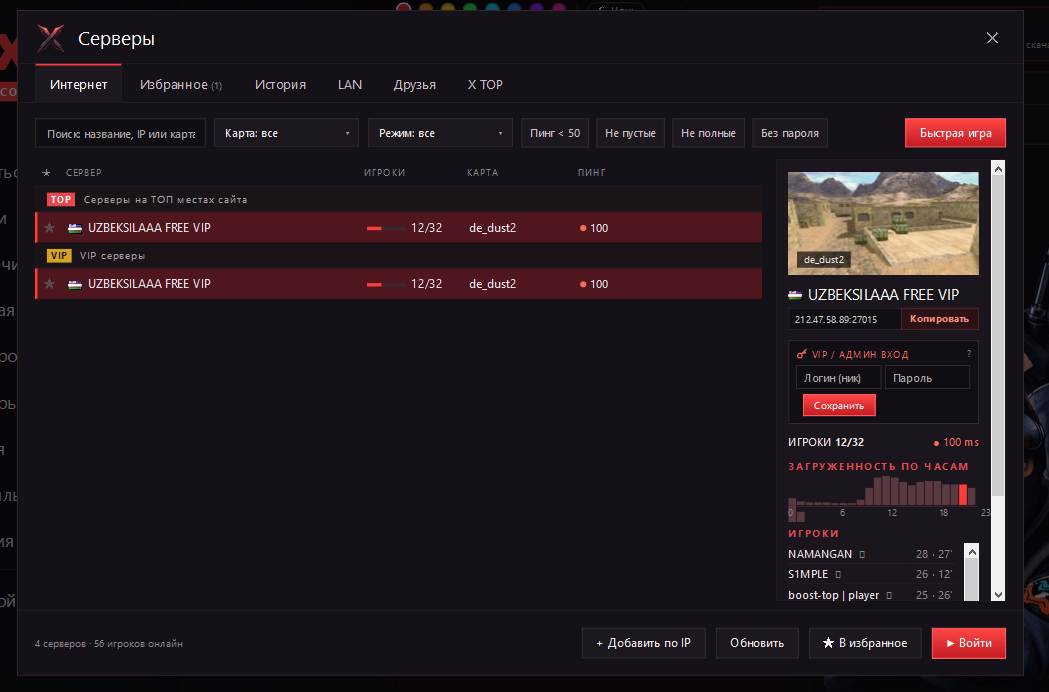 Серверы
Интернет Избранное (1) История LAN Друзья X TOP
Поиск: название, IP или карта Карта: все Режим: все Пинг < 50 Не пустые Не полные Без пароля Быстрая игра
СЕРВЕР ИГРОКИ КАРТА ПИНГ
TOP Серверы на ТОП местах сайта
UZBEKSILAAA FREE VIP 12/32 de_dust2 100
VIP VIP серверы
UZBEKSILAAA FREE VIP 12/32 de_dust2 100
de_dust2
UZBEKSILAAA FREE VIP
212.47.58.89:27015 Копировать
VIP / АДМИН ВХОД ?
Логин (ник) Пароль
Сохранить
ИГРОКИ 12/32 100 ms
ЗАГРУЖЕННОСТЬ ПО ЧАСАМ
0 6 12 18 23
ИГРОКИ
NAMANGAN 28 · 27'
S1MPLE 26 · 12'
boost-top | player 25 · 26'
4 серверов · 56 игроков онлайн + Добавить по IP Обновить ★ В избранное ▶ Войти